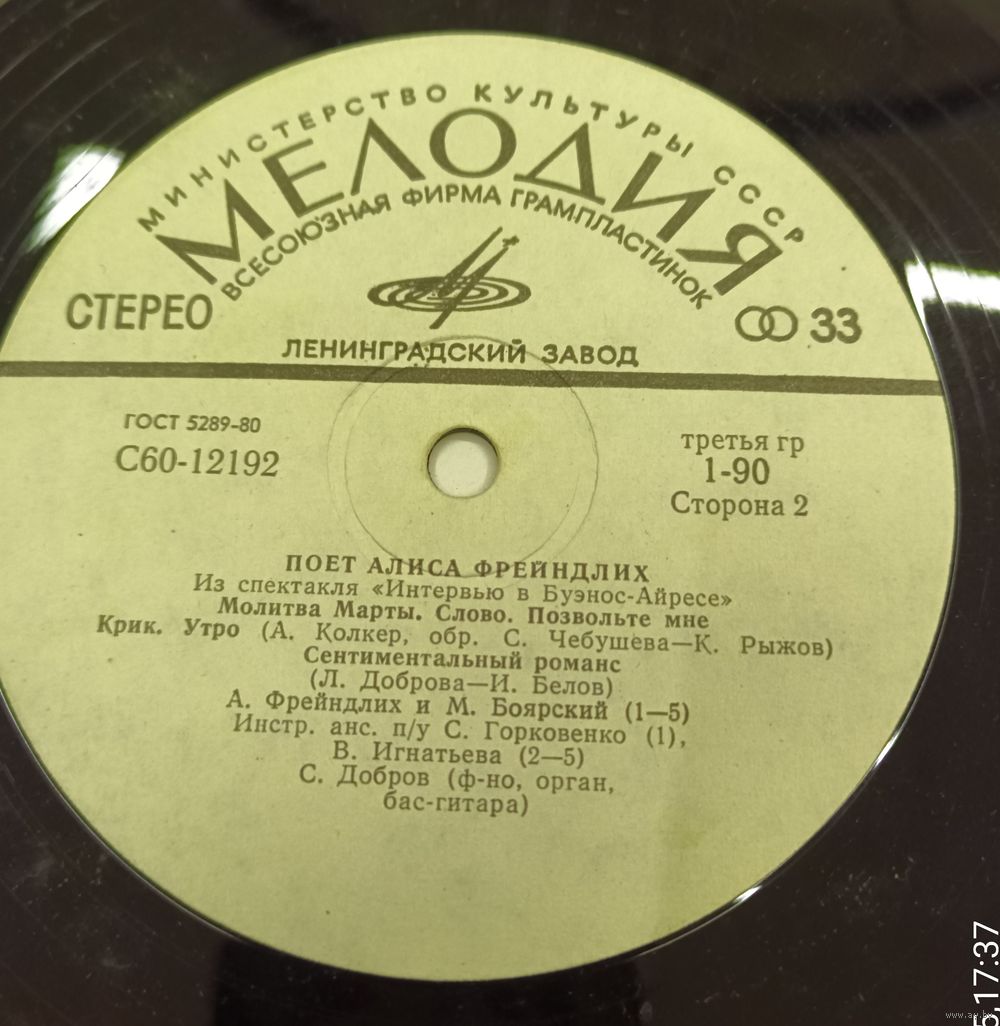 МИНИСТЕРСТВО КУЛЬТУРЫ СССР
МЕЛОДИЯ
ВСЕСОЮЗНАЯ ФИРМА ГРАМПЛАСТИНОК
СТЕРЕО
33
ЛЕНИНГРАДСКИЙ ЗАВОД
ГОСТ 5289-80
С60-12192
третья гр
1-90
Сторона 2
ПОЕТ АЛИСА ФРЕЙНДЛИХ
Из спектакля «Интервью в Буэнос-Айресе»
Молитва Марты. Слово. Позвольте мне
Крик. Утро (А. Колкер, обр. С. Чебушева—К. Рыжов)
Сентиментальный романс
(Л. Доброва—И. Белов)
А. Фрейндлих и М. Боярский (1—5)
Инстр. анс. п/у С. Горковенко (1),
В. Игнатьева (2—5)
С. Добров (ф-но, орган,
бас-гитара)
5,17:37